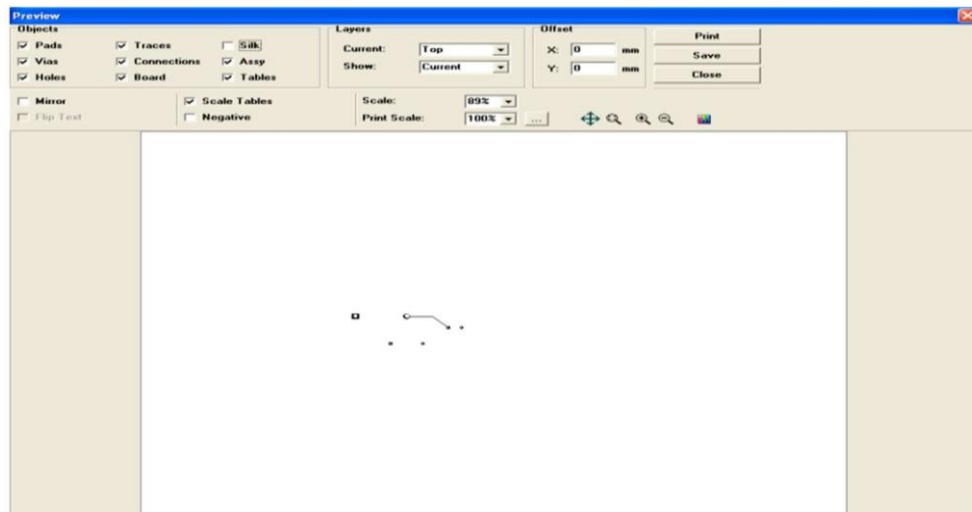 Preview
Objects Layers Offset
Pads Traces Silk Current: Top X: 0 mm Print
Vias Connections Assy Show: Current Y: 0 mm Save
Holes Board Tables Close
Mirror Scale Tables Scale: 89%
Flip Text Negative Print Scale: 100% ...